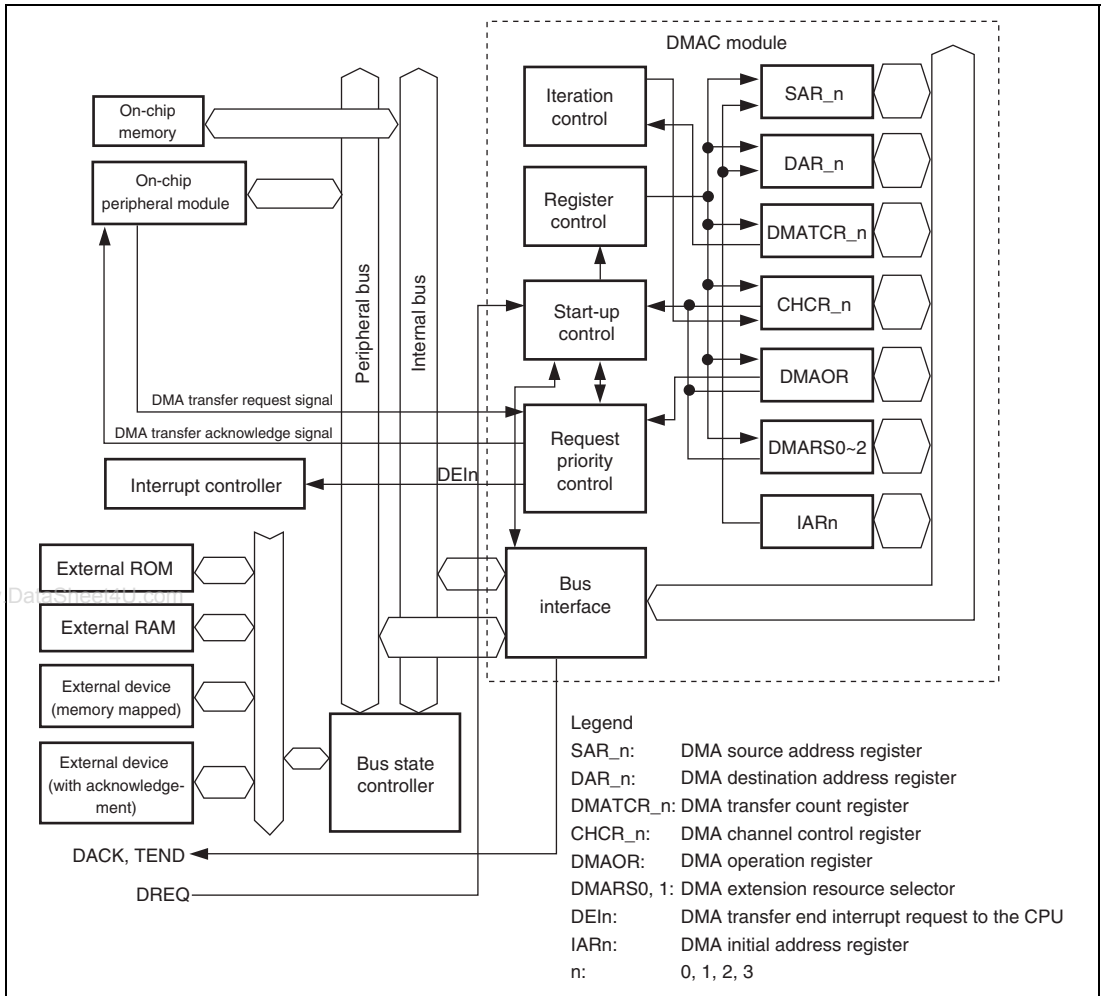 DMAC module
On-chip
memory
On-chip
peripheral module
Peripheral bus
Internal bus
Iteration
control
Register
control
Start-up
control
Request
priority
control
Bus
interface
SAR_n
DAR_n
DMATCR_n
CHCR_n
DMAOR
DMARS0~2
IARn
DMA transfer request signal
DMA transfer acknowledge signal
DEIn
Interrupt controller
External ROM
DataSheet4U.com
External RAM
External device
(memory mapped)
External device
(with acknowledge-
ment)
Bus state
controller
DACK, TEND
DREQ
Legend
SAR_n: DMA source address register
DAR_n: DMA destination address register
DMATCR_n: DMA transfer count register
CHCR_n: DMA channel control register
DMAOR: DMA operation register
DMARS0, 1: DMA extension resource selector
DEIn: DMA transfer end interrupt request to the CPU
IARn: DMA initial address register
n: 0, 1, 2, 3